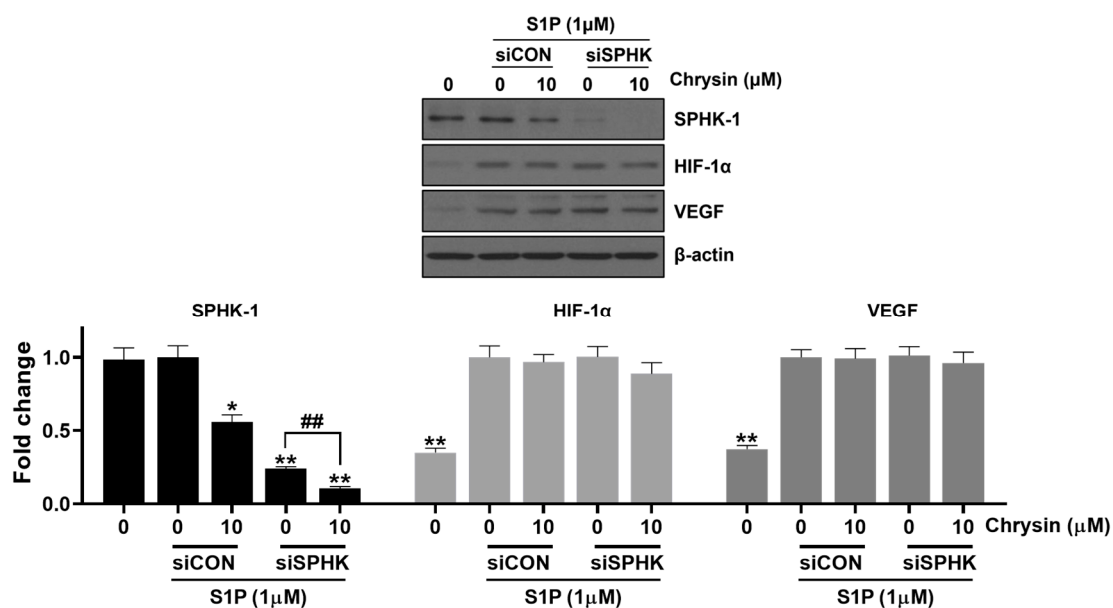 S1P (1µM)
siCON siSPHK
0 0 10 0 10 Chrysin (µM)
SPHK-1
HIF-1α
VEGF
β-actin
SPHK-1 HIF-1α VEGF
Fold change
1.0
0.5
0.0
* ** ## **
**
**
0 0 10 0 10 0 0 10 0 10 0 0 10 0 10 Chrysin (µM)
siCON siSPHK siCON siSPHK siCON siSPHK
S1P (1µM) S1P (1µM) S1P (1µM)